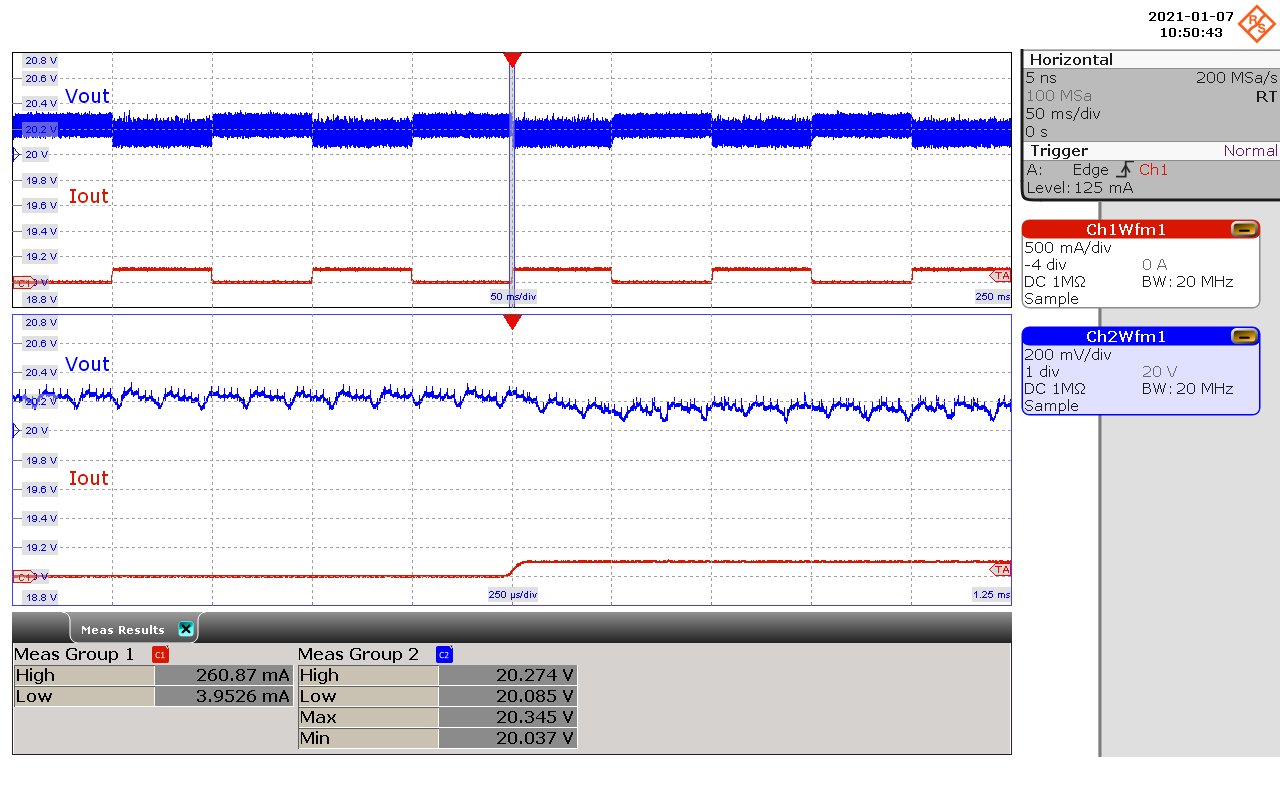 2021-01-07
10:50:43
R&S
Horizontal
5 ns 200 MSa/s
100 MSa RT
50 ms/div
0 s
Trigger Normal
A: Edge Ch1
Level: 125 mA
Ch1Wfm1
500 mA/div
-4 div 0 A
DC 1MΩ BW: 20 MHz
Sample
Ch2Wfm1
200 mV/div
1 div 20 V
DC 1MΩ BW: 20 MHz
Sample
20.8 V
20.6 V
Vout
20.4 V
20.2 V
20 V
19.8 V
Iout
19.6 V
19.4 V
19.2 V
C1 V
TA
18.8 V
50 ms/div
250 ms
20.8 V
20.6 V
Vout
20.4 V
20.2 V
20 V
19.8 V
Iout
19.6 V
19.4 V
19.2 V
C1 V
TA
18.8 V
250 µs/div
1.25 ms
Meas Results
Meas Group 1 C1 Meas Group 2 C2
High 260.87 mA High 20.274 V
Low 3.9526 mA Low 20.085 V
Max 20.345 V
Min 20.037 V